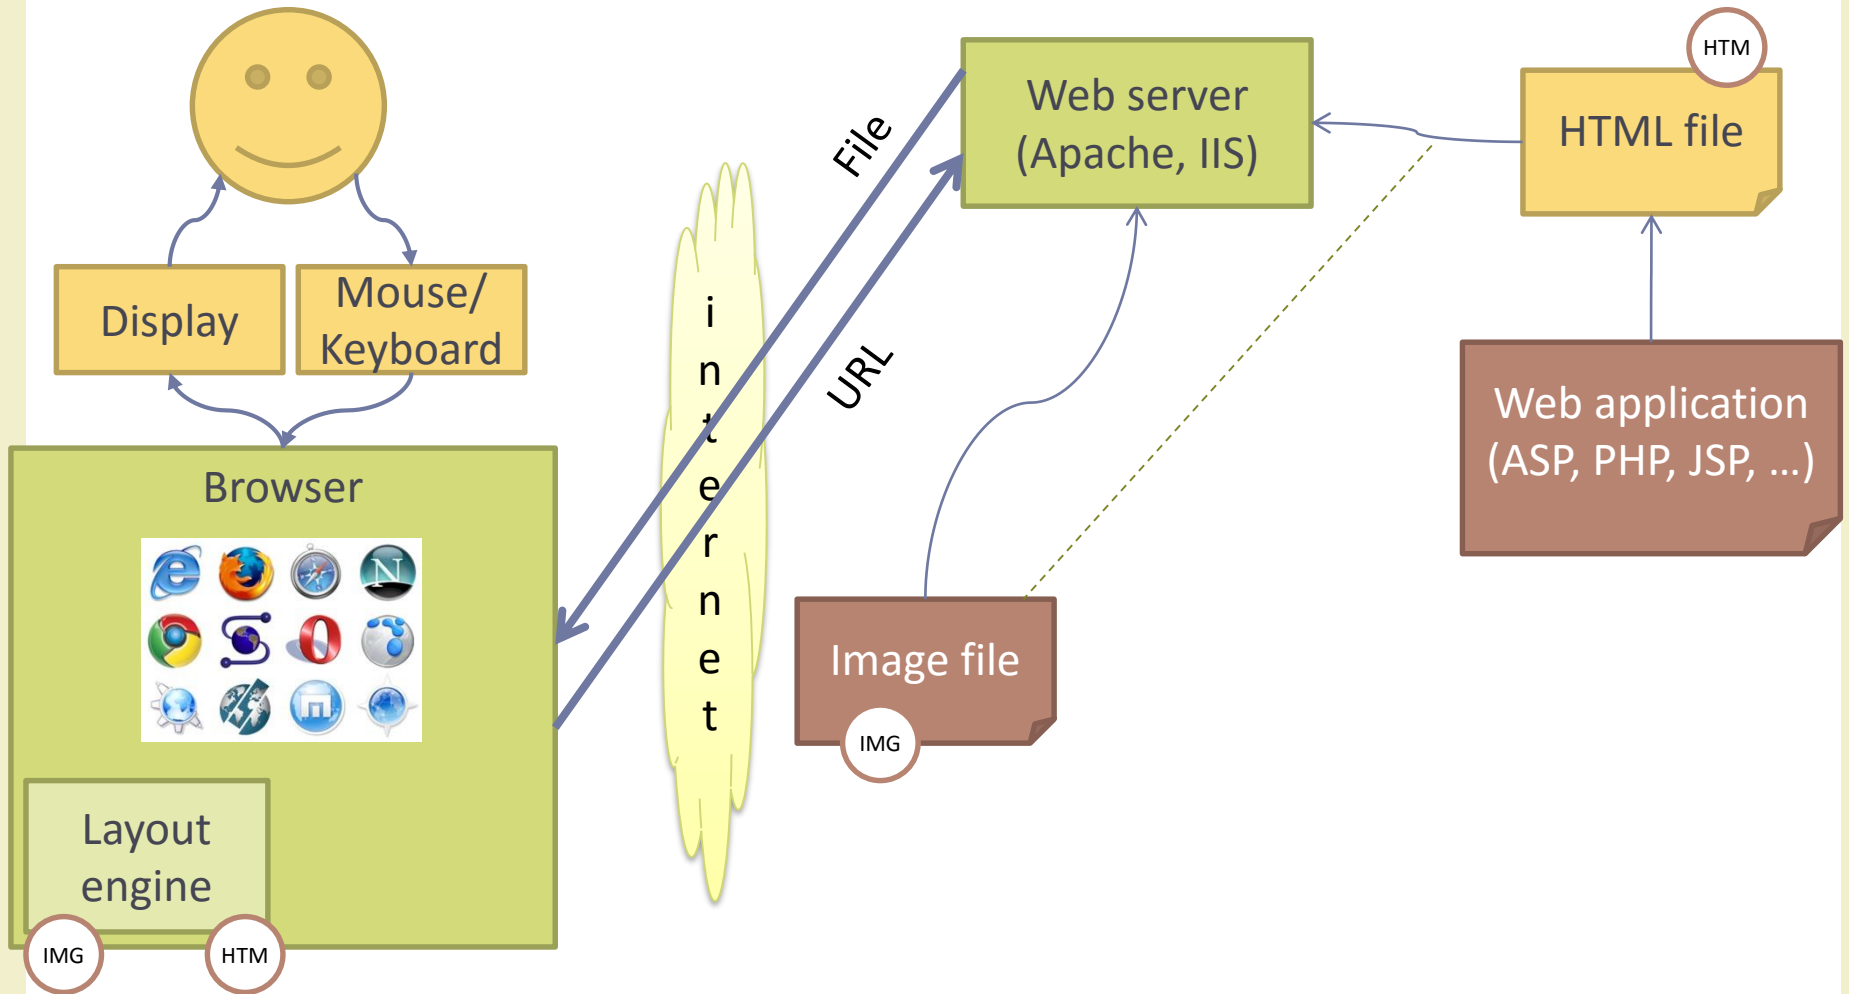 HTM
Web server
(Apache, IIS)
HTML file
File
Display
Mouse/
Keyboard
internet
URL
Web application
(ASP, PHP, JSP, ...)
Browser
N
Image file
IMG
Layout
engine
IMG
HTM